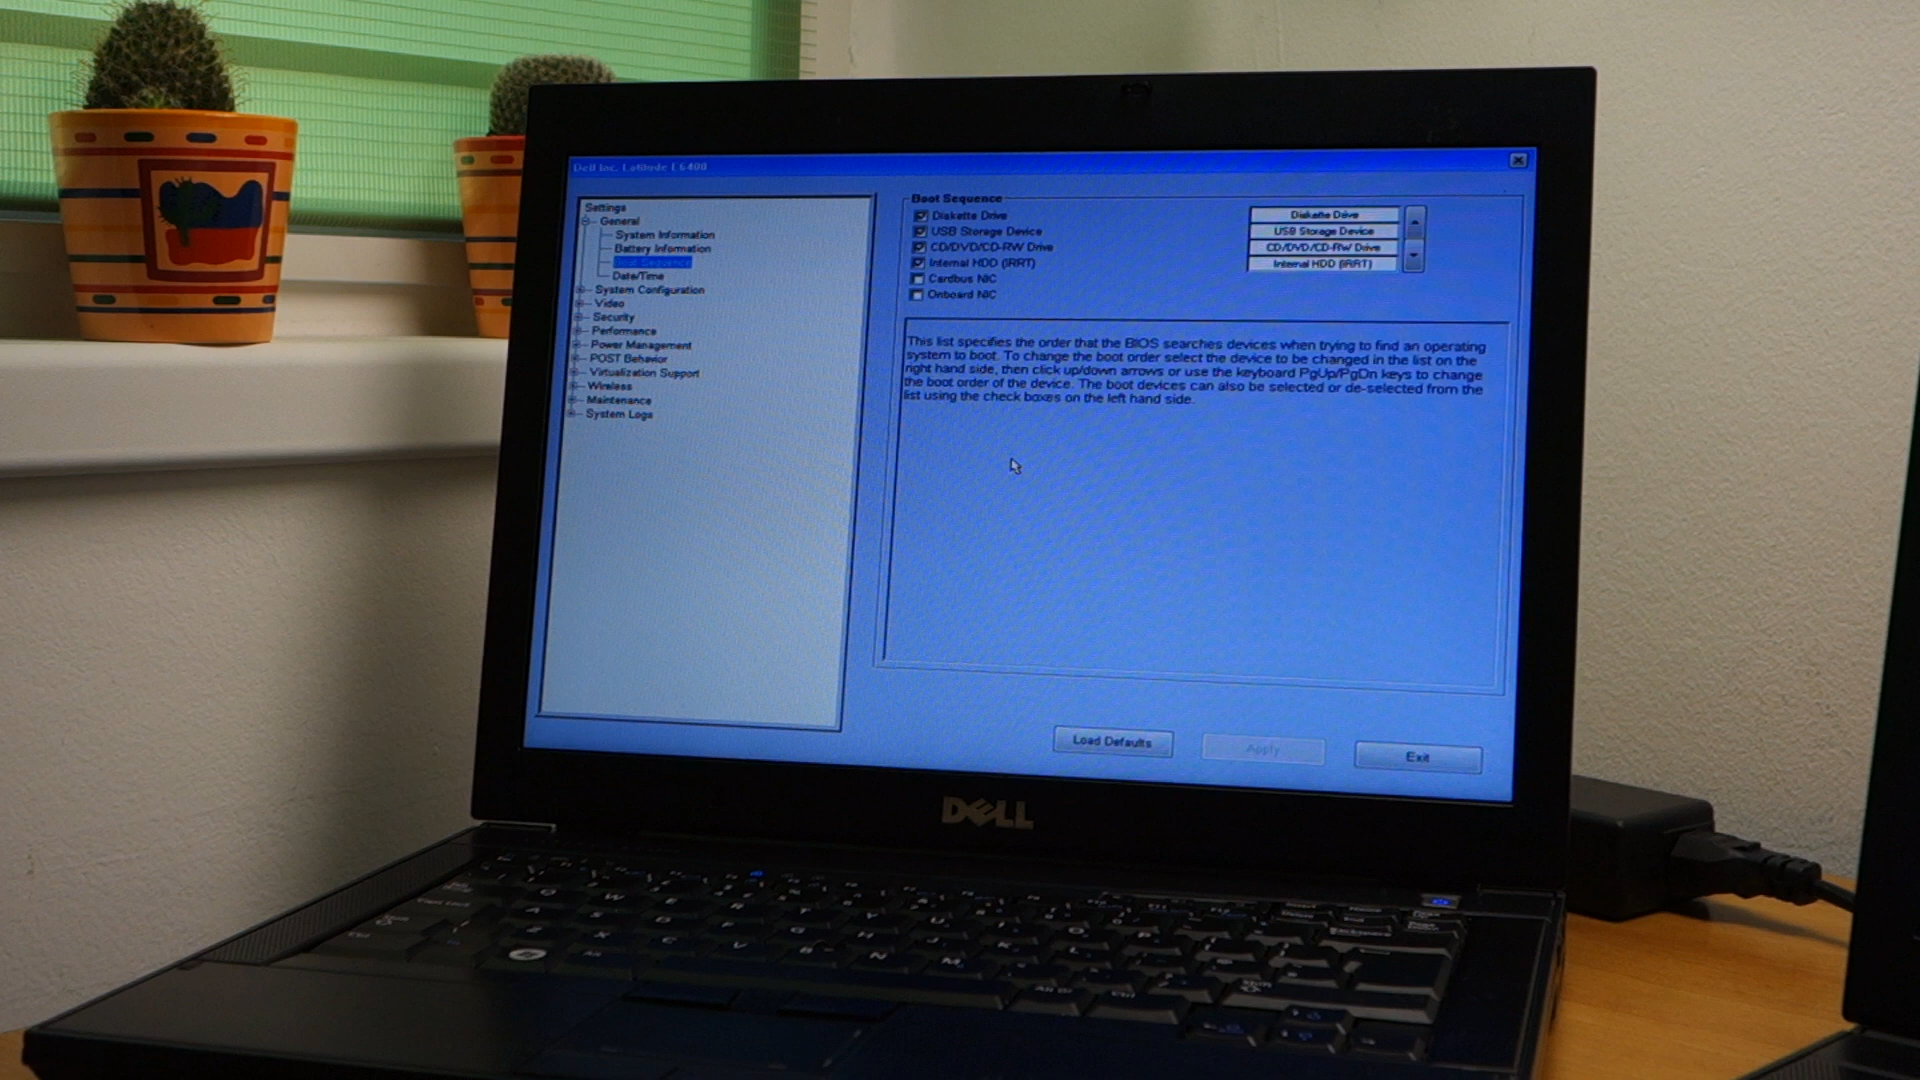 Dell Inc. Latitude E6400
Settings
General
System Information
Battery Information
Boot Sequence
Date/Time
System Configuration
Video
Security
Performance
Power Management
POST Behavior
Virtualization Support
Wireless
Maintenance
System Logs
Boot Sequence
Diskette Drive
USB Storage Device
CD/DVD/CD-RW Drive
Internal HDD (IRRT)
Cardbus NIC
Onboard NIC
Diskette Drive
USB Storage Device
CD/DVD/CD-RW Drive
Internal HDD (IRRT)
This list specifies the order that the BIOS searches devices when trying to find an operating
system to boot. To change the boot order select the device to be changed in the list on the
right hand side, then click up/down arrows or use the keyboard PgUp/PgDn keys to change
the boot order of the device. The boot devices can also be selected or de-selected from the
list using the check boxes on the left hand side.
Load Defaults
Apply
Exit
DELL
Q W E R T Y U I O P
A S D F G H J K L
Z X C V B N M